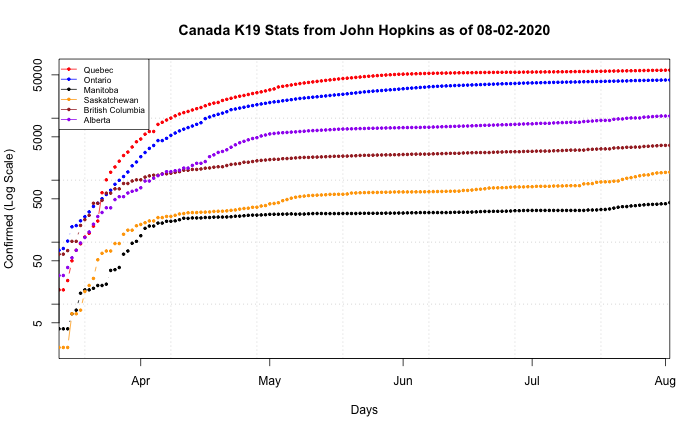 Canada K19 Stats from John Hopkins as of 08-02-2020
Confirmed (Log Scale)
50000
5000
500
50
5
Quebec
Ontario
Manitoba
Saskatchewan
British Columbia
Alberta
Apr May Jun Jul Aug
Days